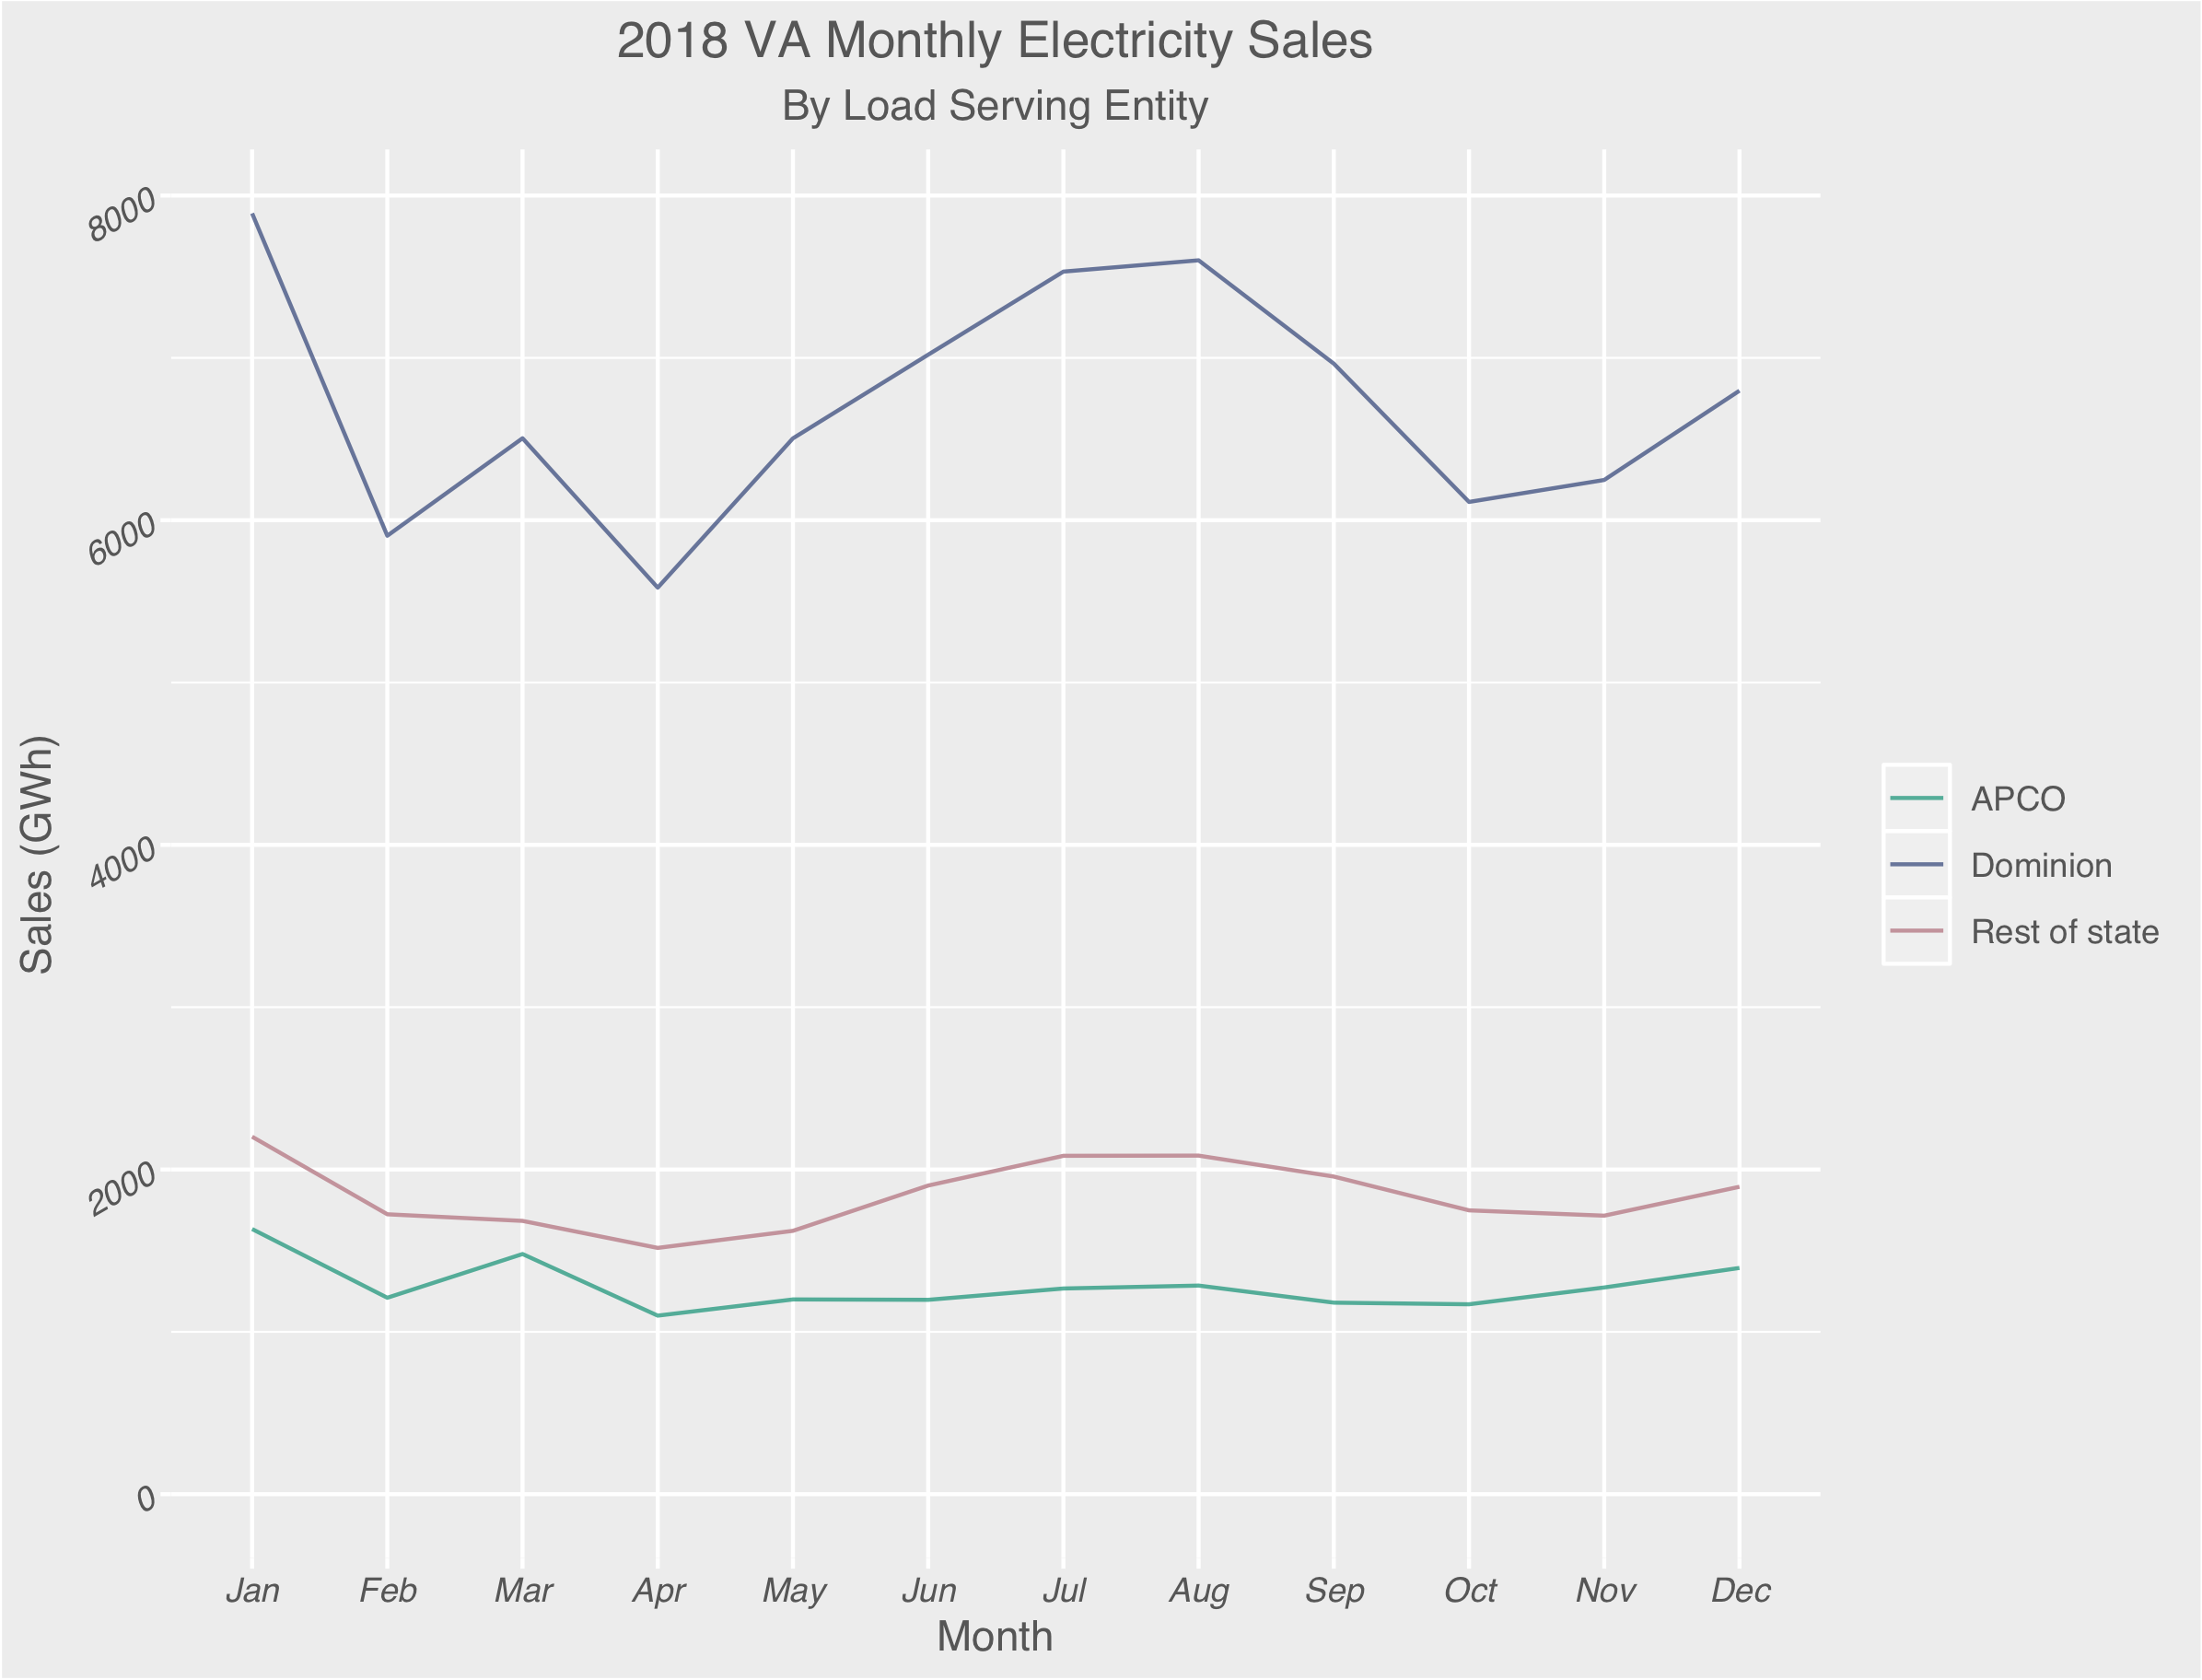 2018 VA Monthly Electricity Sales
By Load Serving Entity
Sales (GWh)
8000
6000
4000
2000
0
Jan Feb Mar Apr May Jun Jul Aug Sep Oct Nov Dec
Month
APCO
Dominion
Rest of state